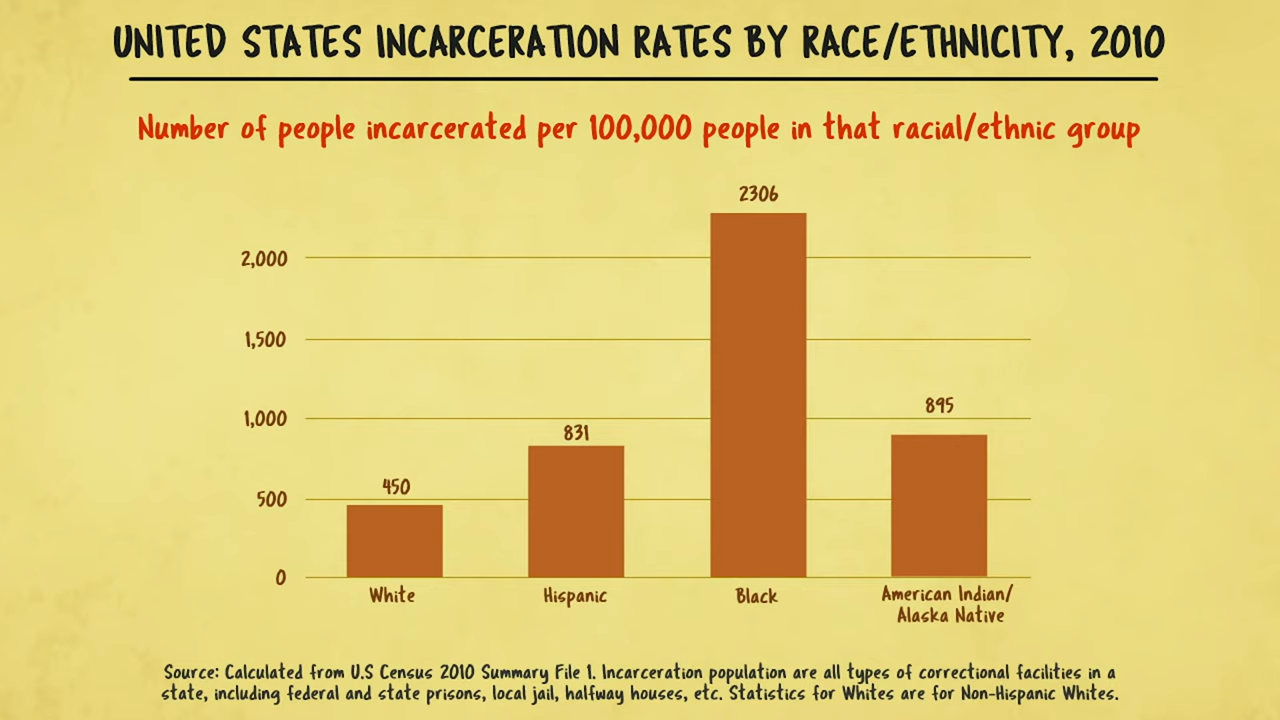 UNITED STATES INCARCERATION RATES BY RACE/ETHNICITY, 2010
Number of people incarcerated per 100,000 people in that racial/ethnic group
2306
2,000
1,500
1,000
895
831
500
450
0
White
Hispanic
Black
American Indian/
Alaska Native
Source: Calculated from U.S Census 2010 Summary File 1. Incarceration population are all types of correctional facilities in a
state, including federal and state prisons, local jail, halfway houses, etc. Statistics for Whites are for Non-Hispanic Whites.